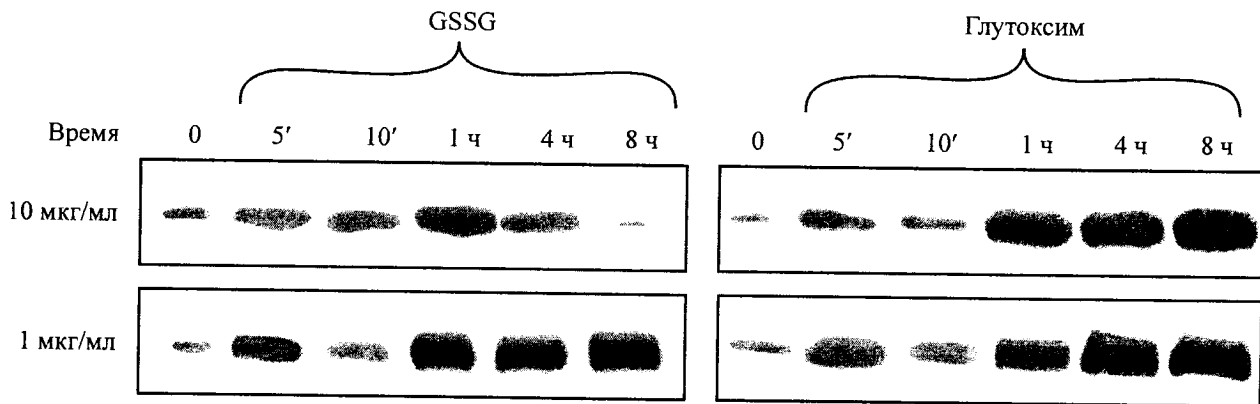 GSSG Глутоксим
Время 0 5′ 10′ 1 ч 4 ч 8 ч 0 5′ 10′ 1 ч 4 ч 8 ч
10 мкг/мл
1 мкг/мл